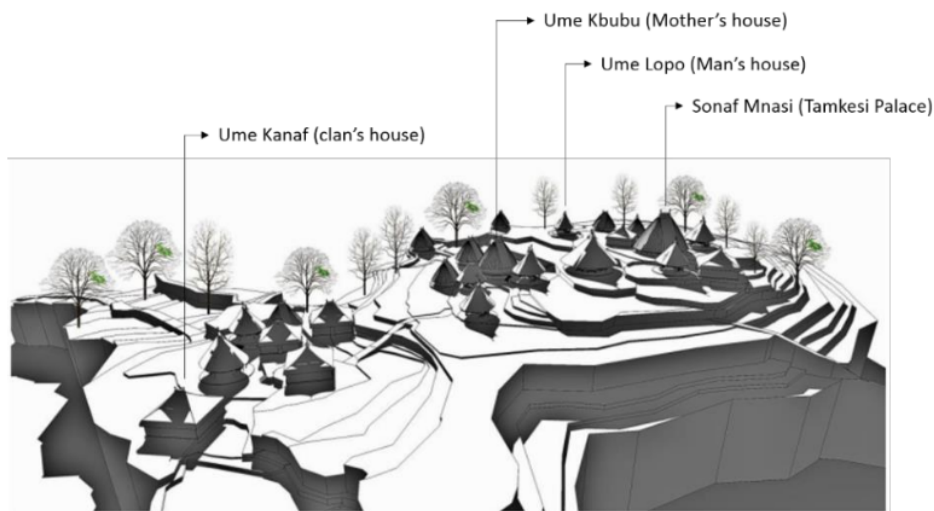 Ume Kbubu (Mother's house)
Ume Lopo (Man's house)
Sonaf Mnasi (Tamkesi Palace)
Ume Kanaf (clan's house)